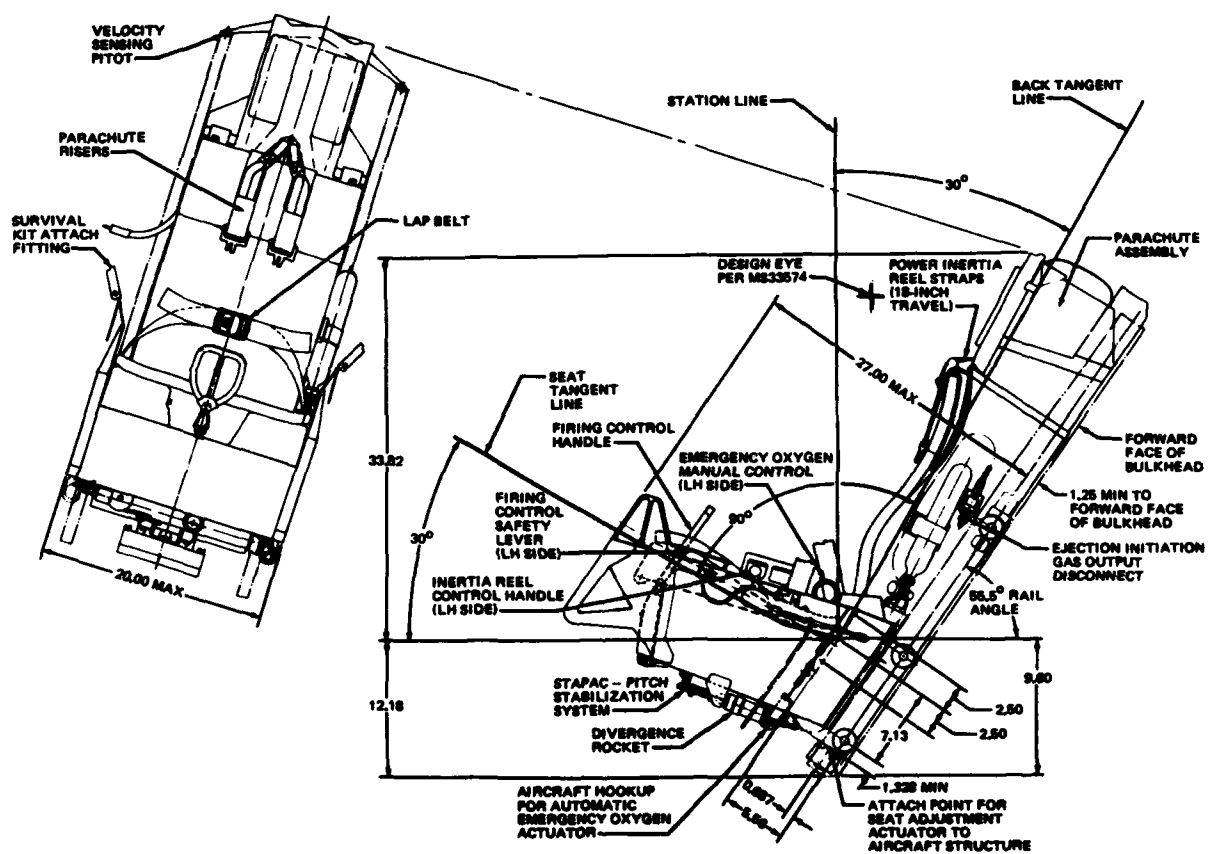 VELOCITY
SENSING
PITOT
PARACHUTE
RISERS
SURVIVAL
KIT ATTACH
FITTING
LAP BELT
20.00 MAX
STATION LINE
BACK TANGENT
LINE
30°
PARACHUTE
ASSEMBLY
DESIGN EYE
PER MS33574
POWER INERTIA
REEL STRAPS
(18-INCH
TRAVEL)
27.00 MAX
SEAT
TANGENT
LINE
FIRING CONTROL
HANDLE
EMERGENCY OXYGEN
MANUAL CONTROL
(LH SIDE)
FORWARD
FACE OF
BULKHEAD
33.82
FIRING
CONTROL
SAFETY
LEVER
(LH SIDE)
90°
1.25 MIN TO
FORWARD FACE
OF BULKHEAD
30°
INERTIA REEL
CONTROL HANDLE
(LH SIDE)
EJECTION INITIATION
GAS OUTPUT
DISCONNECT
RAIL
ANGLE
12.18
STAPAC – PITCH
STABILIZATION
SYSTEM
9.60
2.50
2.50
7.13
DIVERGENCE
ROCKET
1.328 MIN
AIRCRAFT HOOKUP
FOR AUTOMATIC
EMERGENCY OXYGEN
ACTUATOR
ATTACH POINT FOR
SEAT ADJUSTMENT
ACTUATOR TO
AIRCRAFT STRUCTURE